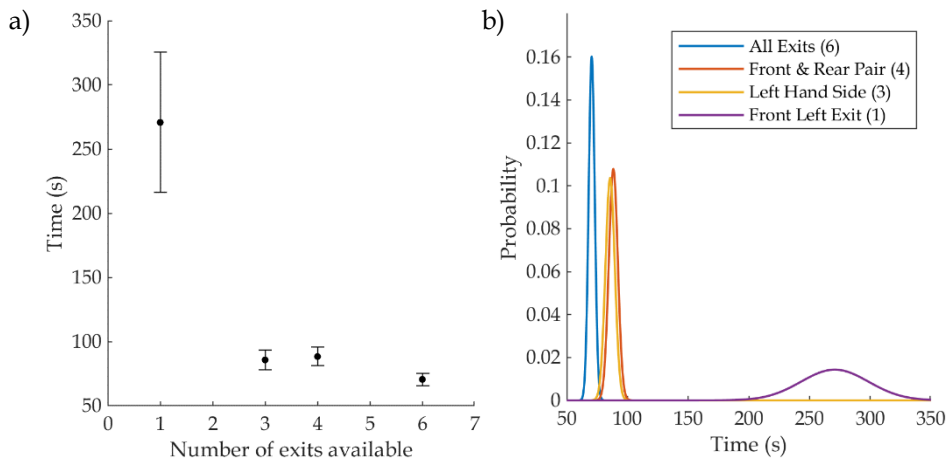 a)
350
300
250
200
150
100
50
Time (s)
0 1 2 3 4 5 6 7
Number of exits available
b)
0.16
0.14
0.12
0.1
0.08
0.06
0.04
0.02
0
Probability
All Exits (6)
Front & Rear Pair (4)
Left Hand Side (3)
Front Left Exit (1)
50 100 150 200 250 300 350
Time (s)